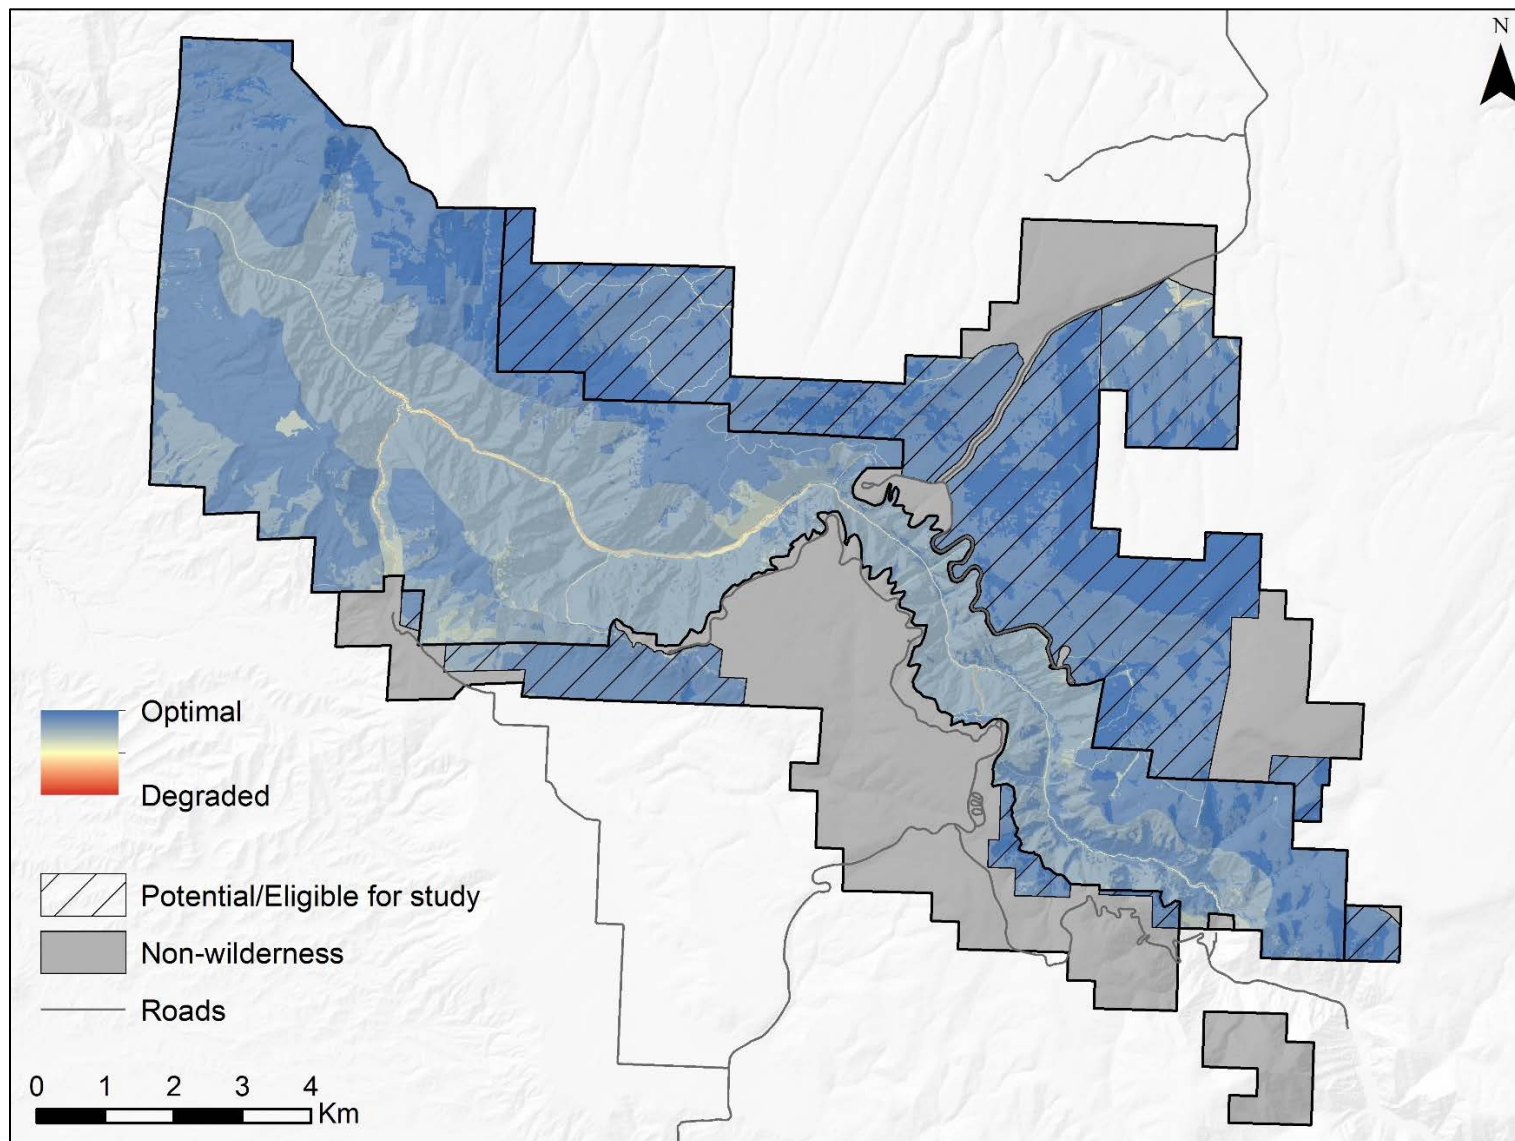 N
Optimal
Degraded
Potential/Eligible for study
Non-wilderness
Roads
0 1 2 3 4
Km